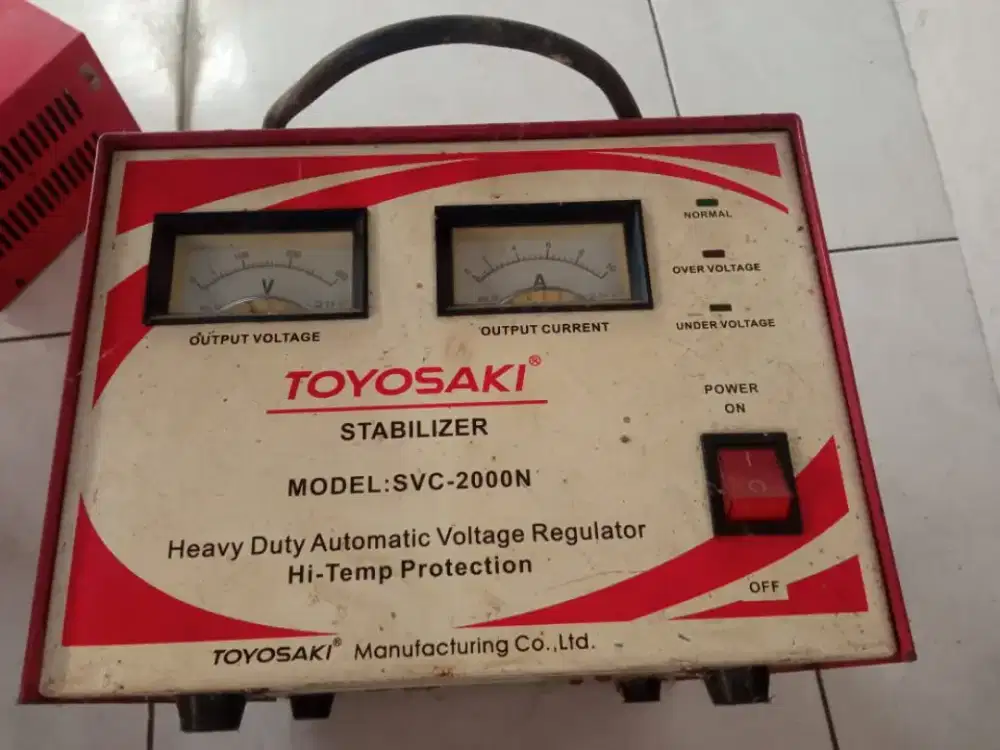 NORMAL
OVER VOLTAGE
UNDER VOLTAGE
100
V
A
OUTPUT VOLTAGE
OUTPUT CURRENT
TOYOSAKI®
STABILIZER
MODEL:SVC-2000N
Heavy Duty Automatic Voltage Regulator
Hi-Temp Protection
POWER
ON
OFF
TOYOSAKI® Manufacturing Co.,Ltd.